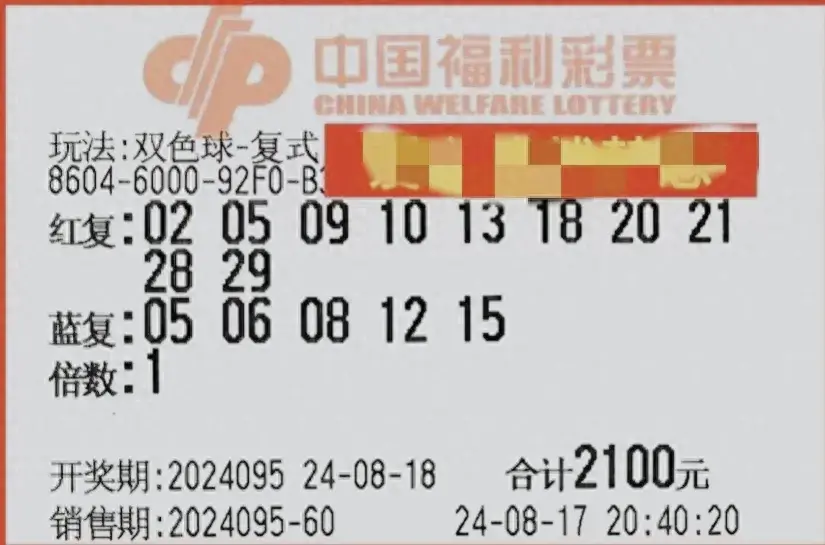 中国福利彩票
CHINA WELFARE LOTTERY
玩法:双色球-复式
8604-6000-92F0-B3
红复:02 05 09 10 13 18 20 21
28 29
蓝复:05 06 08 12 15
倍数:1
开奖期:2024095 24-08-18 合计2100元
销售期:2024095-60 24-08-17 20:40:20